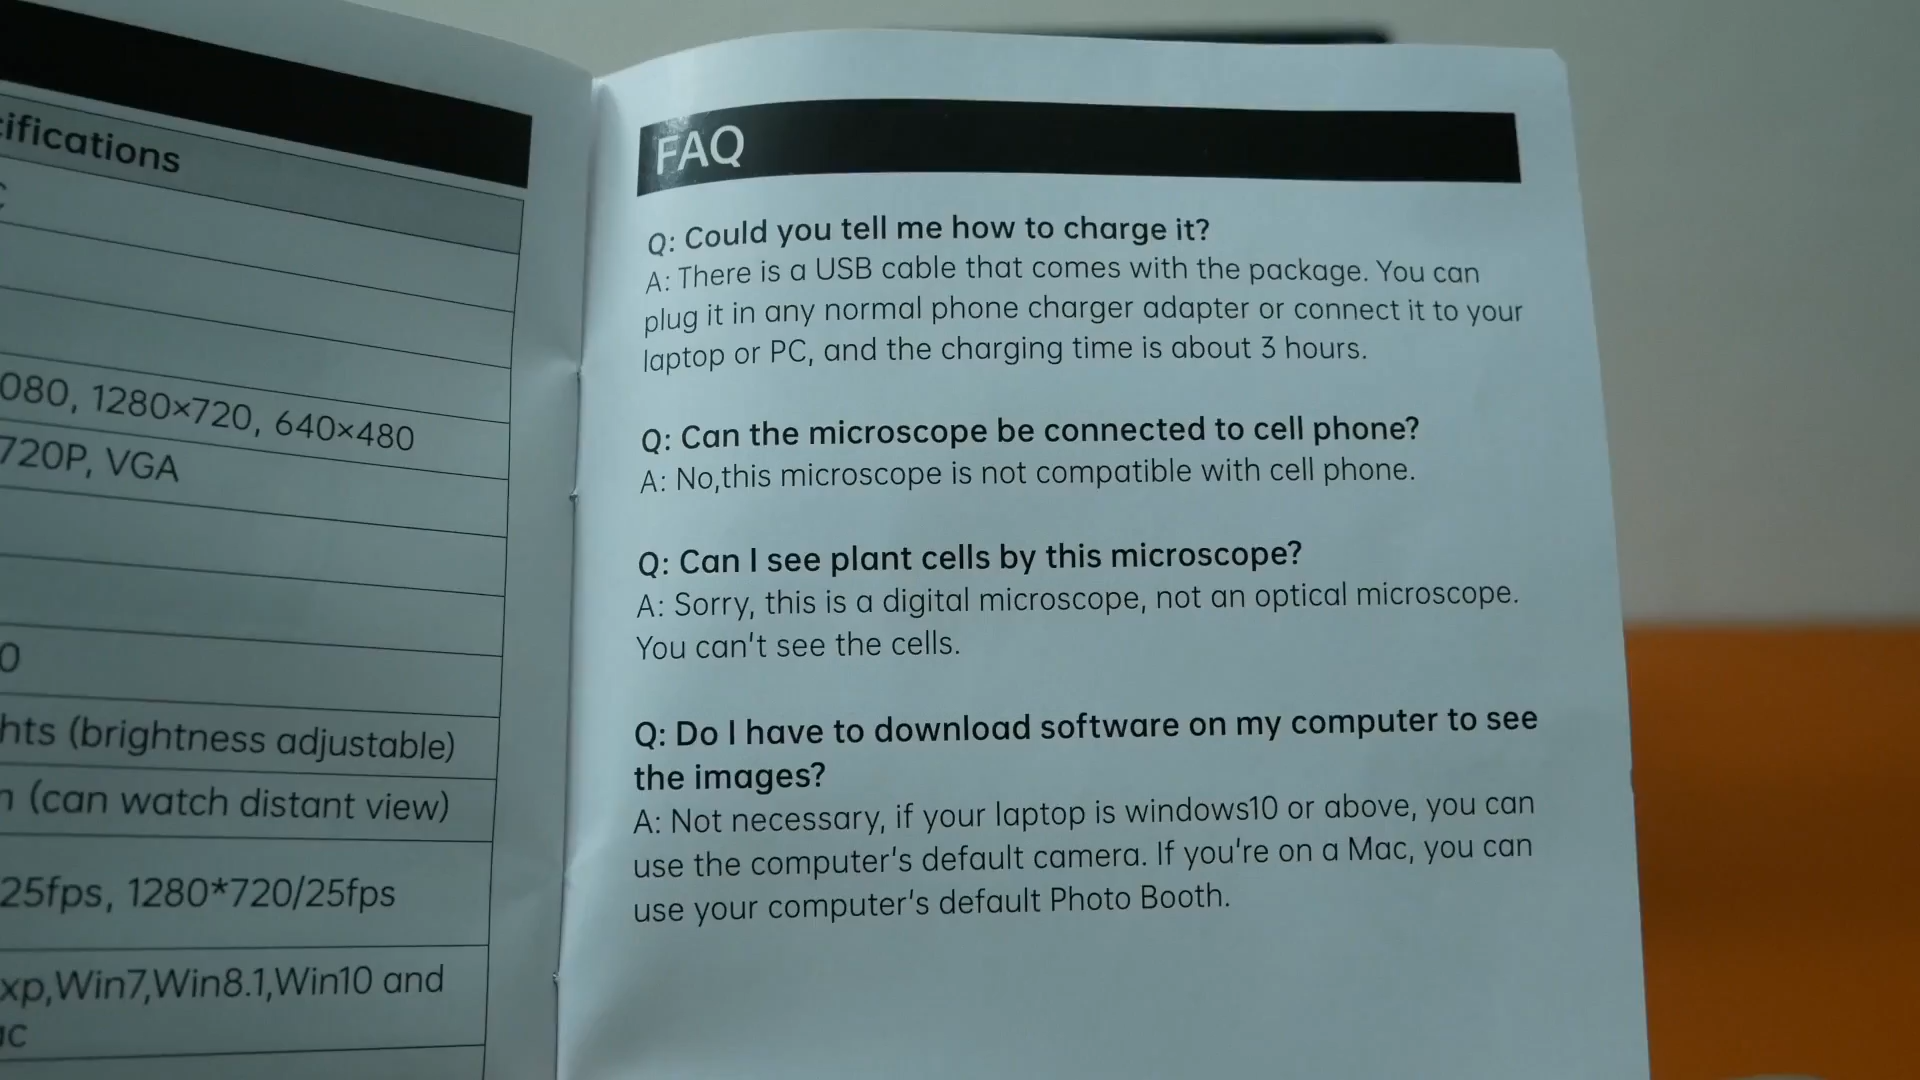 ifications
080, 1280×720, 640×480
720P, VGA
0
hts (brightness adjustable)
(can watch distant view)
25fps, 1280*720/25fps
xp,Win7,Win8.1,Win10 and
FAQ
Q: Could you tell me how to charge it?
A: There is a USB cable that comes with the package. You can
plug it in any normal phone charger adapter or connect it to your
laptop or PC, and the charging time is about 3 hours.
Q: Can the microscope be connected to cell phone?
A: No,this microscope is not compatible with cell phone.
Q: Can I see plant cells by this microscope?
A: Sorry, this is a digital microscope, not an optical microscope.
You can't see the cells.
Q: Do I have to download software on my computer to see
the images?
A: Not necessary, if your laptop is windows10 or above, you can
use the computer's default camera. If you're on a Mac, you can
use your computer's default Photo Booth.